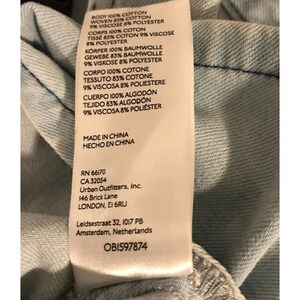 BODY 100% COTTON
WOVEN 83% COTTON
9% VISCOSE 8% POLYESTER
CORPS 100% COTON
TISSÉ 83% COTON 9% VISCOSE
8% POLYESTER
KÖRPER 100% BAUMWOLLE
GEWEBE 83% BAUMWOLLE
9% VISKOSE 8% POLYESTER
CORPO 100% COTONE
TESSUTO 83% COTONE
9% VISCOSA 8% POLIESTERE
CUERPO 100% ALGODÓN
TEJIDO 83% ALGODÓN
9% VISCOSA 8% POLIÉSTER
MADE IN CHINA
HECHO EN CHINA
RN 66170
CA 32054
Urban Outfitters, Inc.
146 Brick Lane
LONDON, E1 6RU
Leidsestraat 32, 1017 PB
Amsterdam, Netherlands
OB1597874